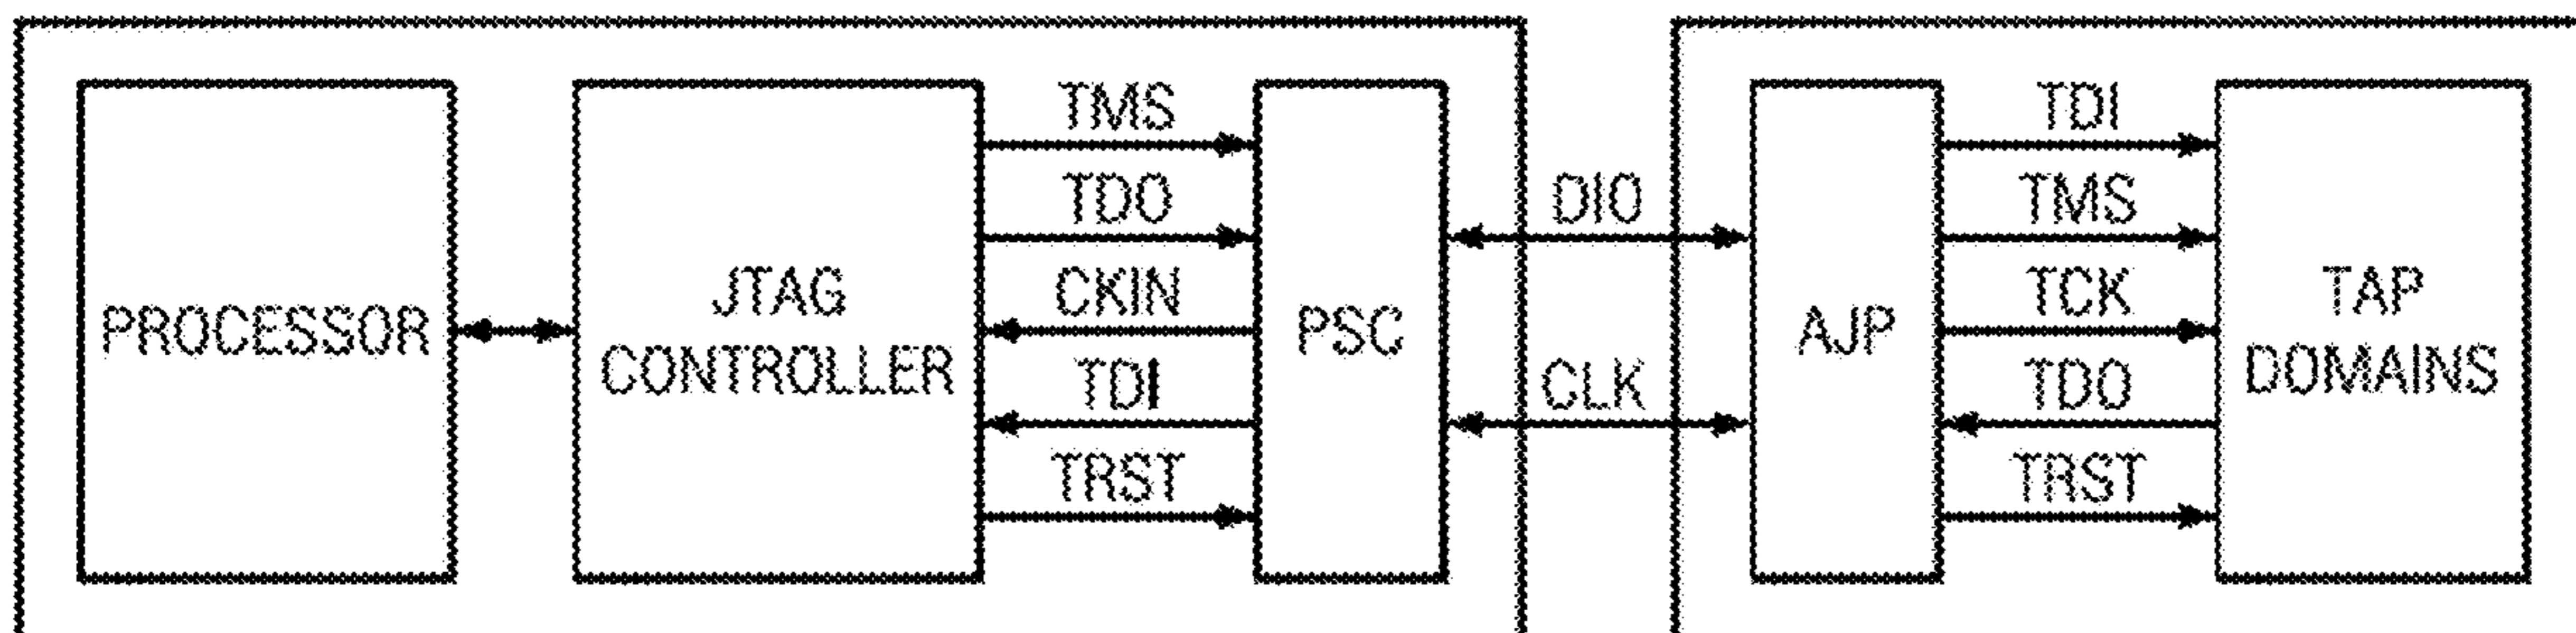 PROCESSOR
JTAG
CONTROLLER
TMS
TDO
CKIN
TDI
TRST
PSC
DIO
CLK
AJP
TDI
TMS
TCK
TDO
TRST
TAP
DOMAINS